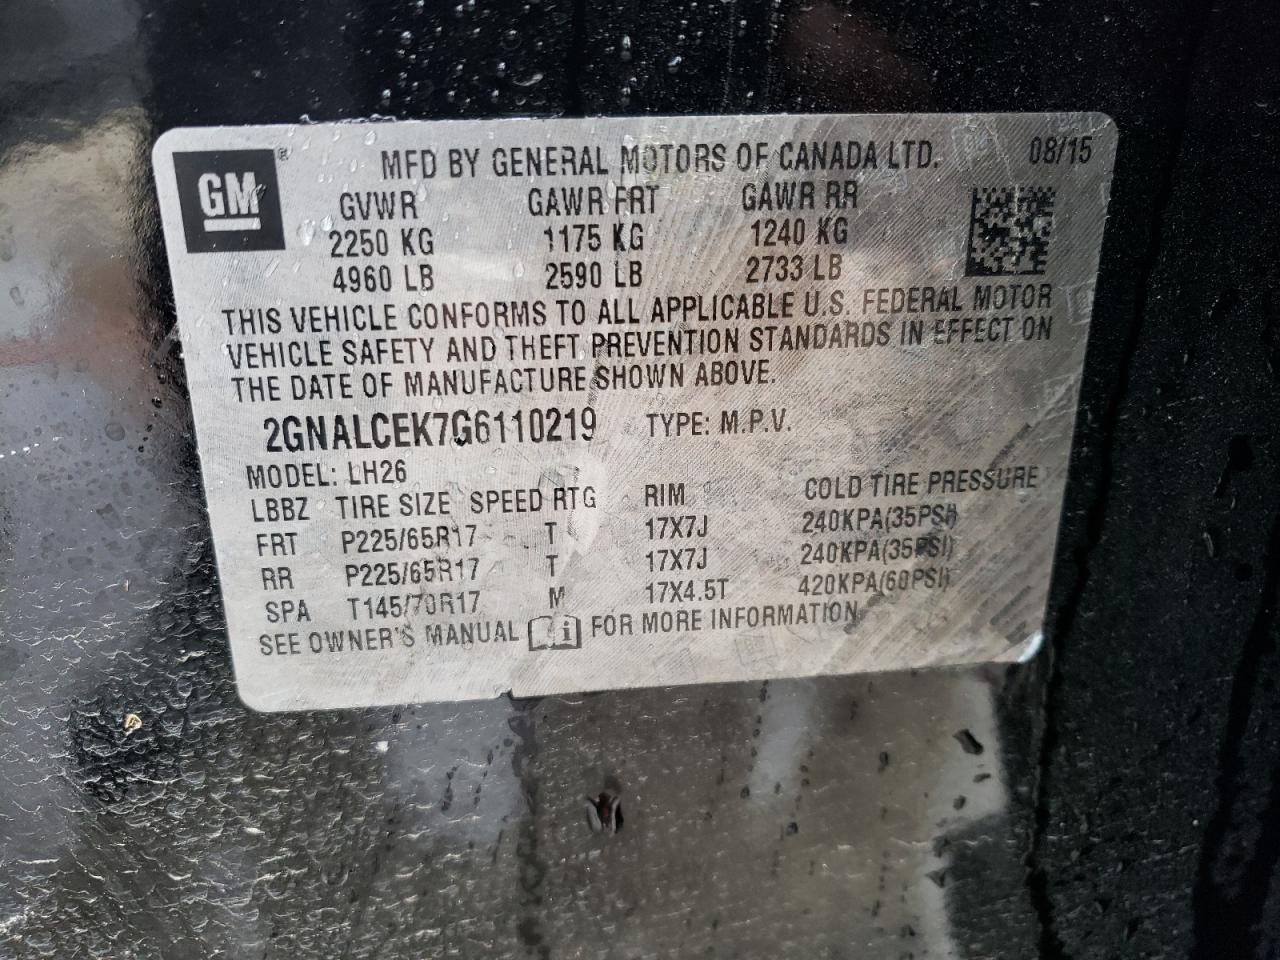 GM ® MFD BY GENERAL MOTORS OF CANADA LTD. 08/15
GVWR GAWR FRT GAWR RR
2250 KG 1175 KG 1240 KG
4960 LB 2590 LB 2733 LB
THIS VEHICLE CONFORMS TO ALL APPLICABLE U.S. FEDERAL MOTOR
VEHICLE SAFETY AND THEFT PREVENTION STANDARDS IN EFFECT ON
THE DATE OF MANUFACTURE SHOWN ABOVE.
2GNALCEK7G6110219 TYPE: M.P.V.
MODEL: LH26
LBBZ TIRE SIZE SPEED RTG RIM COLD TIRE PRESSURE
FRT P225/65R17 T 17X7J 240KPA(35PSI)
RR P225/65R17 T 17X7J 240KPA(35PSI)
SPA T145/70R17 M 17X4.5T 420KPA(60PSI)
SEE OWNER'S MANUAL i FOR MORE INFORMATION